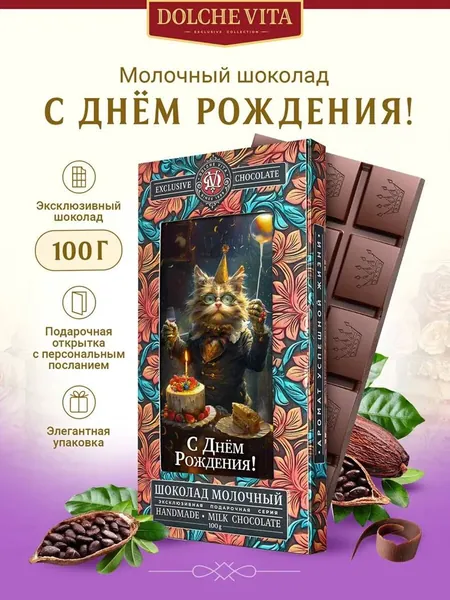 DOLCHE VITA
EXCLUSIVE COLLECTION
Молочный шоколад
С ДНЁМ РОЖДЕНИЯ!
Эксклюзивный
шоколад
100 Г
Подарочная
открытка
с персональным
посланием
Элегантная
упаковка
EXCLUSIVE
CHOCOLATE
С Днём
Рождения!
ШОКОЛАД МОЛОЧНЫЙ
ЭКСКЛЮЗИВНАЯ ПОДАРОЧНАЯ СЕРИЯ
HANDMADE • MILK CHOCOLATE
100 g
• АРОМАТ УСПЕШНОЙ ЖИЗНИ •